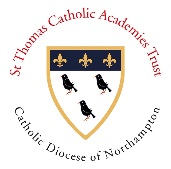 St Thomas Catholic Academies Trust
Catholic Diocese of Northampton